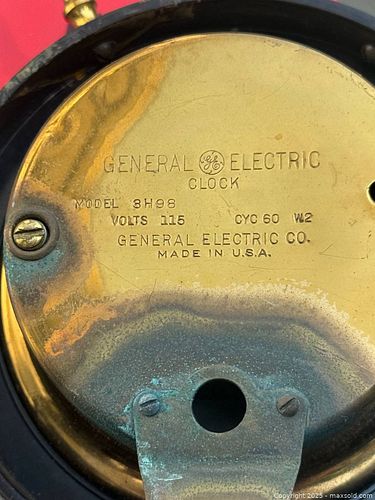 GENERAL GE ELECTRIC
CLOCK
MODEL 3H98
VOLTS 115 CYC 60 W2
GENERAL ELECTRIC CO.
MADE IN U.S.A.
Copyright © 2025 - maxsold.com